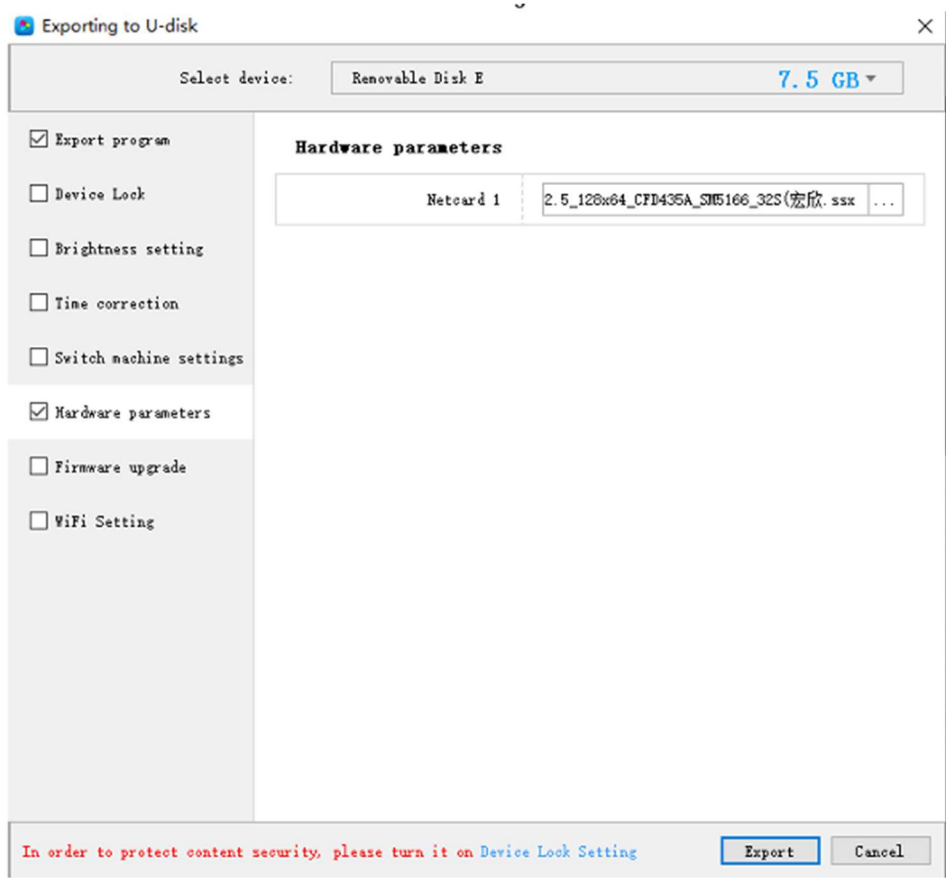 Exporting to U-disk
Select device: Renovable Disk E 7.5 GB
Export program
Device Lock
Brightness setting
Time correction
Switch machine settings
Hardware parameters
Firmware upgrade
WiFi Setting
Hardware parameters
Netcard 1 2.5_128x64_CFD435A_SM5166_32S(宏欣.ssx ...
In order to protect content security, please turn it on Device Lock Setting
Export Cancel